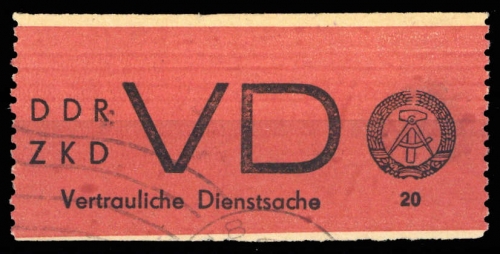 DDR
ZKD
VD
Vertrauliche Dienstsache
20